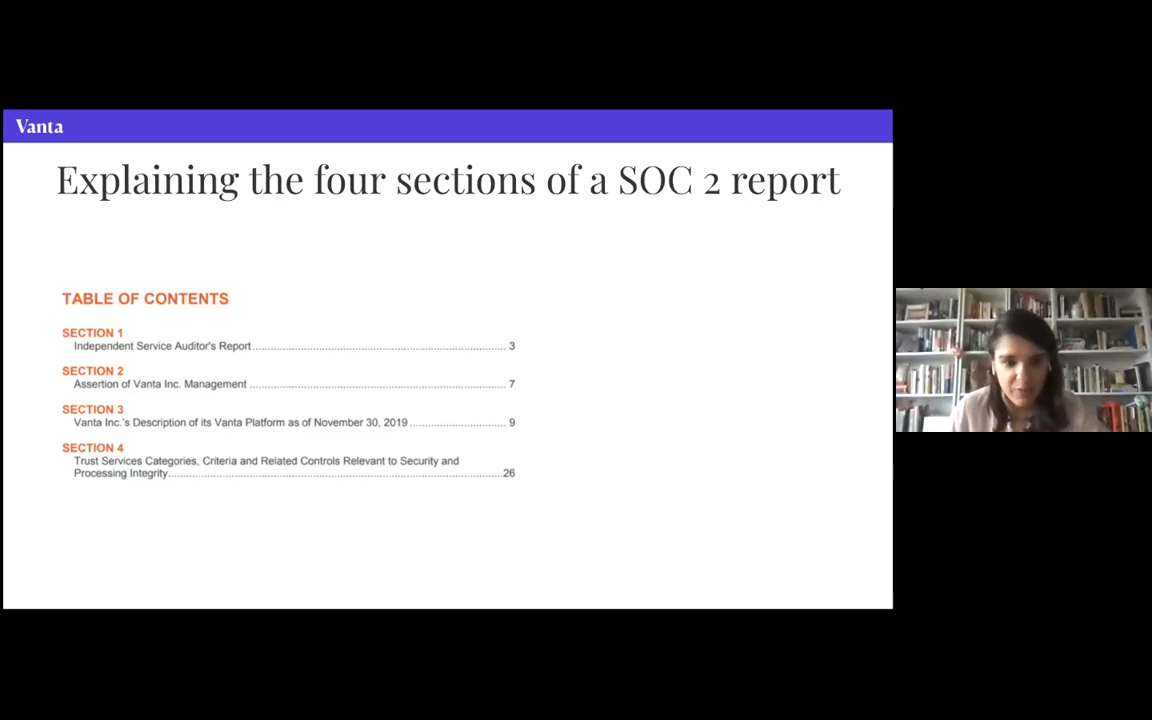 Vanta
Explaining the four sections of a SOC 2 report
TABLE OF CONTENTS
SECTION 1
Independent Service Auditor's Report 3
SECTION 2
Assertion of Vanta Inc. Management 7
SECTION 3
Vanta Inc.'s Description of its Vanta Platform as of November 30, 2019 9
SECTION 4
Trust Services Categories, Criteria and Related Controls Relevant to Security and
Processing Integrity 26